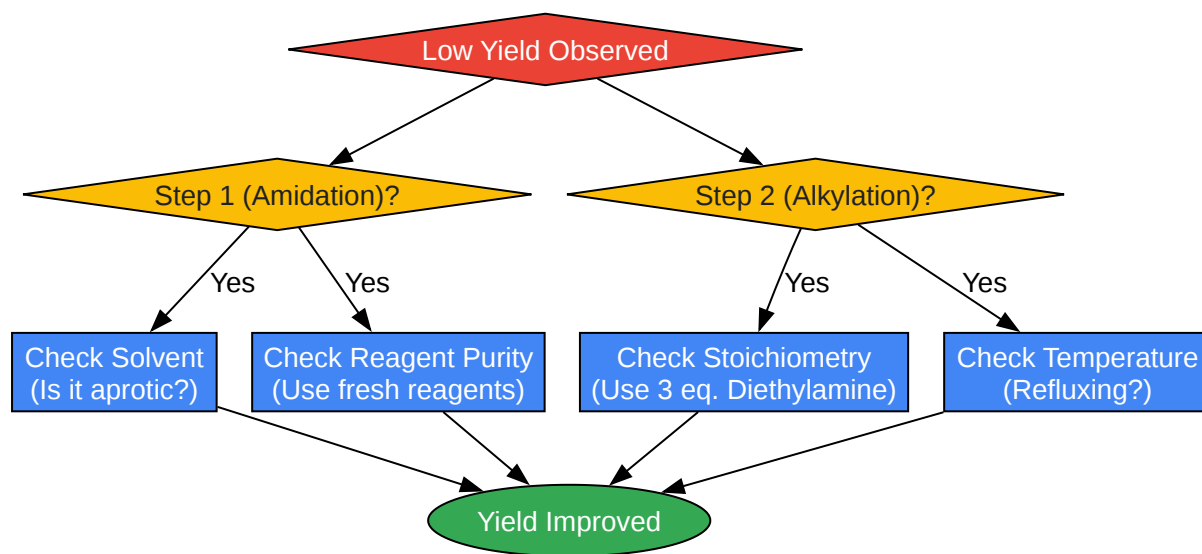 Low Yield Observed
Step 1 (Amidation)?
Step 2 (Alkylation)?
Yes
Yes
Yes
Yes
Check Solvent
(Is it aprotic?)
Check Reagent Purity
(Use fresh reagents)
Check Stoichiometry
(Use 3 eq. Diethylamine)
Check Temperature
(Refluxing?)
Yield Improved